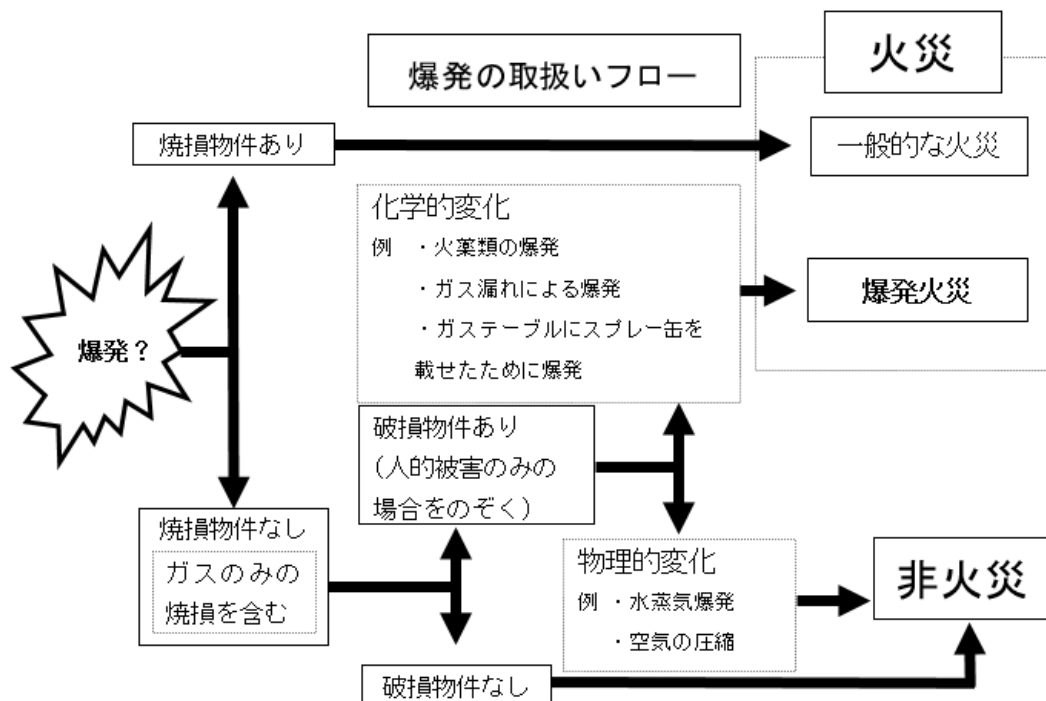 爆発の取扱いフロー
火災
焼損物件あり
一般的な火災
化学的変化
例 ・火薬類の爆発
・ガス漏れによる爆発
・ガステーブルにスプレー缶を
載せたために爆発
爆発火災
爆発？
破損物件あり
（人的被害のみの
場合をのぞく）
焼損物件なし
ガスのみの
焼損を含む
物理的変化
例 ・水蒸気爆発
・空気の圧縮
非火災
破損物件なし